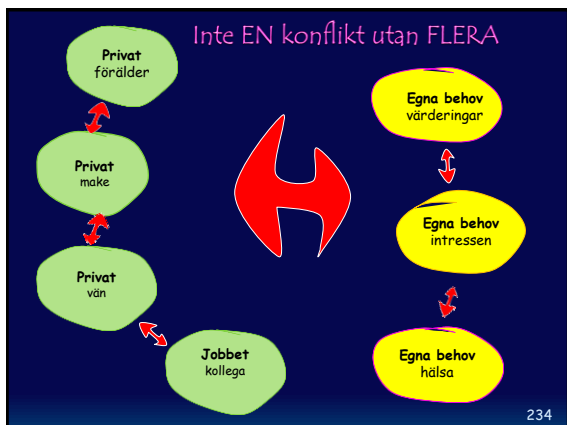 Inte EN konflikt utan FLERA
Privat
förälder
Privat
make
Privat
vän
Jobbet
kollega
Egna behov
värderingar
Egna behov
intressen
Egna behov
hälsa
234